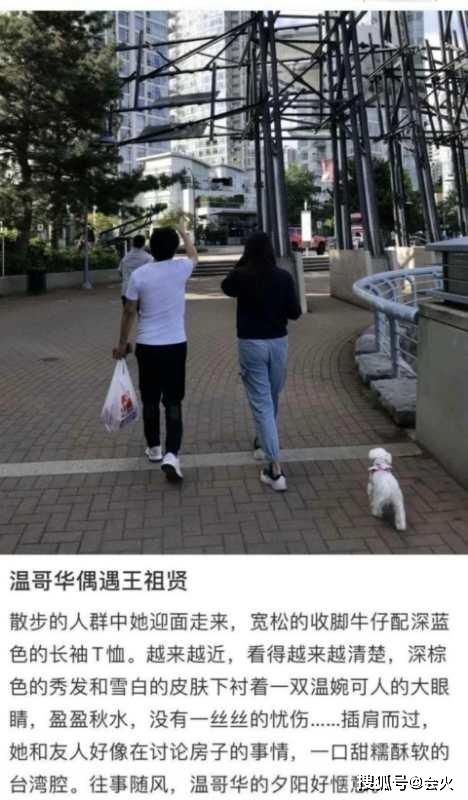 温哥华偶遇王祖贤
散步的人群中她迎面走来，宽松的收脚牛仔配深蓝
色的长袖T恤。越来越近，看得越来越清楚，深棕
色的秀发和雪白的皮肤下衬着一双温婉可人的大眼
睛，盈盈秋水，没有一丝丝的忧伤......插肩而过，
她和友人好像在讨论房子的事情，一口甜糯酥软的
台湾腔。往事随风，温哥华的夕阳好惬
搜狐号@会火